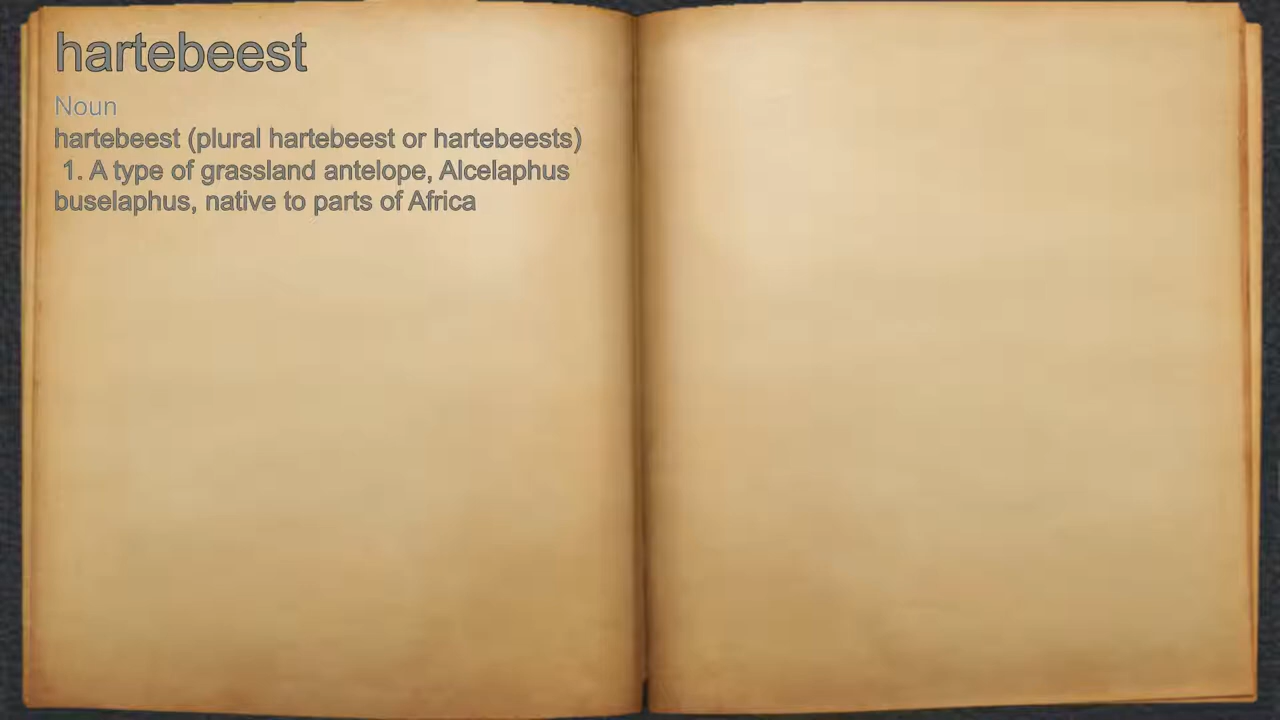 hartebeest
Noun
hartebeest (plural hartebeest or hartebeests)
1. A type of grassland antelope, Alcelaphus
buselaphus, native to parts of Africa